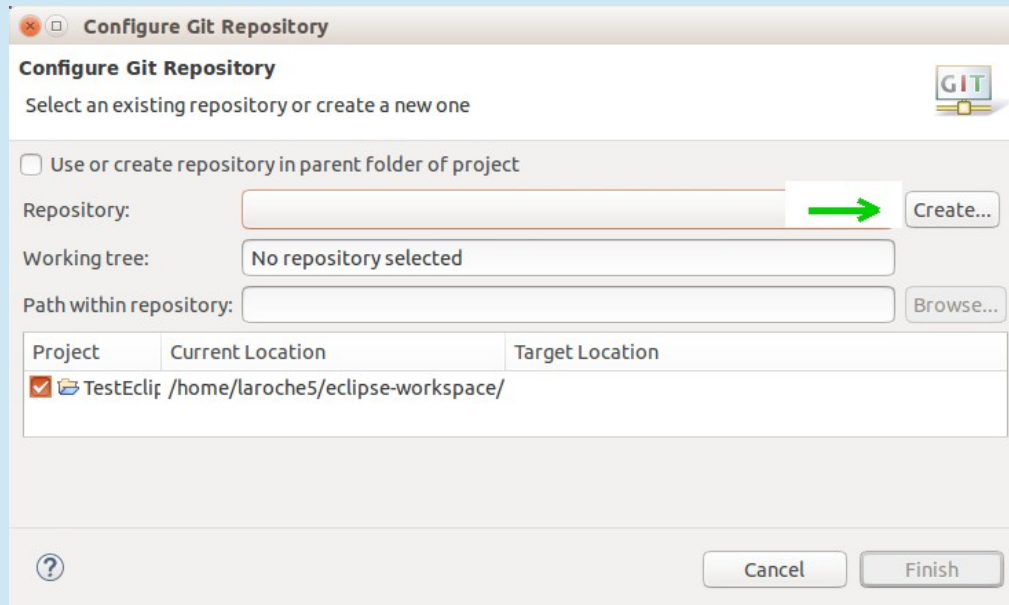 Configure Git Repository
Configure Git Repository
GIT
Select an existing repository or create a new one
Use or create repository in parent folder of project
Repository: Create...
Working tree: No repository selected
Path within repository: Browse...
Project Current Location Target Location
TestEclip /home/laroche5/eclipse-workspace/
? Cancel Finish